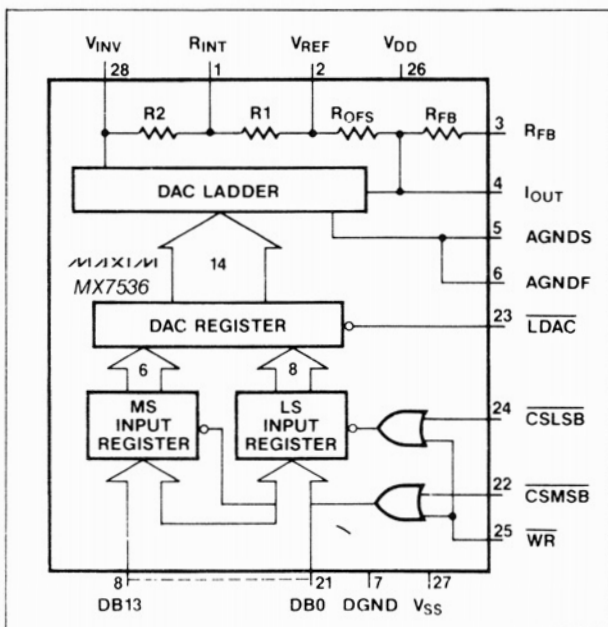 VINV RINT VREF VDD
28 1 2 26
R2 R1 ROFS RFB 3 RFB
DAC LADDER 4 IOUT
5 AGNDS
MAXIM 14
MX7536 6 AGNDF
DAC REGISTER 23 LDAC
6 8
MS INPUT REGISTER
LS INPUT REGISTER
24 CSLSB
22 CSMSB
25 WR
8 21 7 27
DB13 DB0 DGND VSS